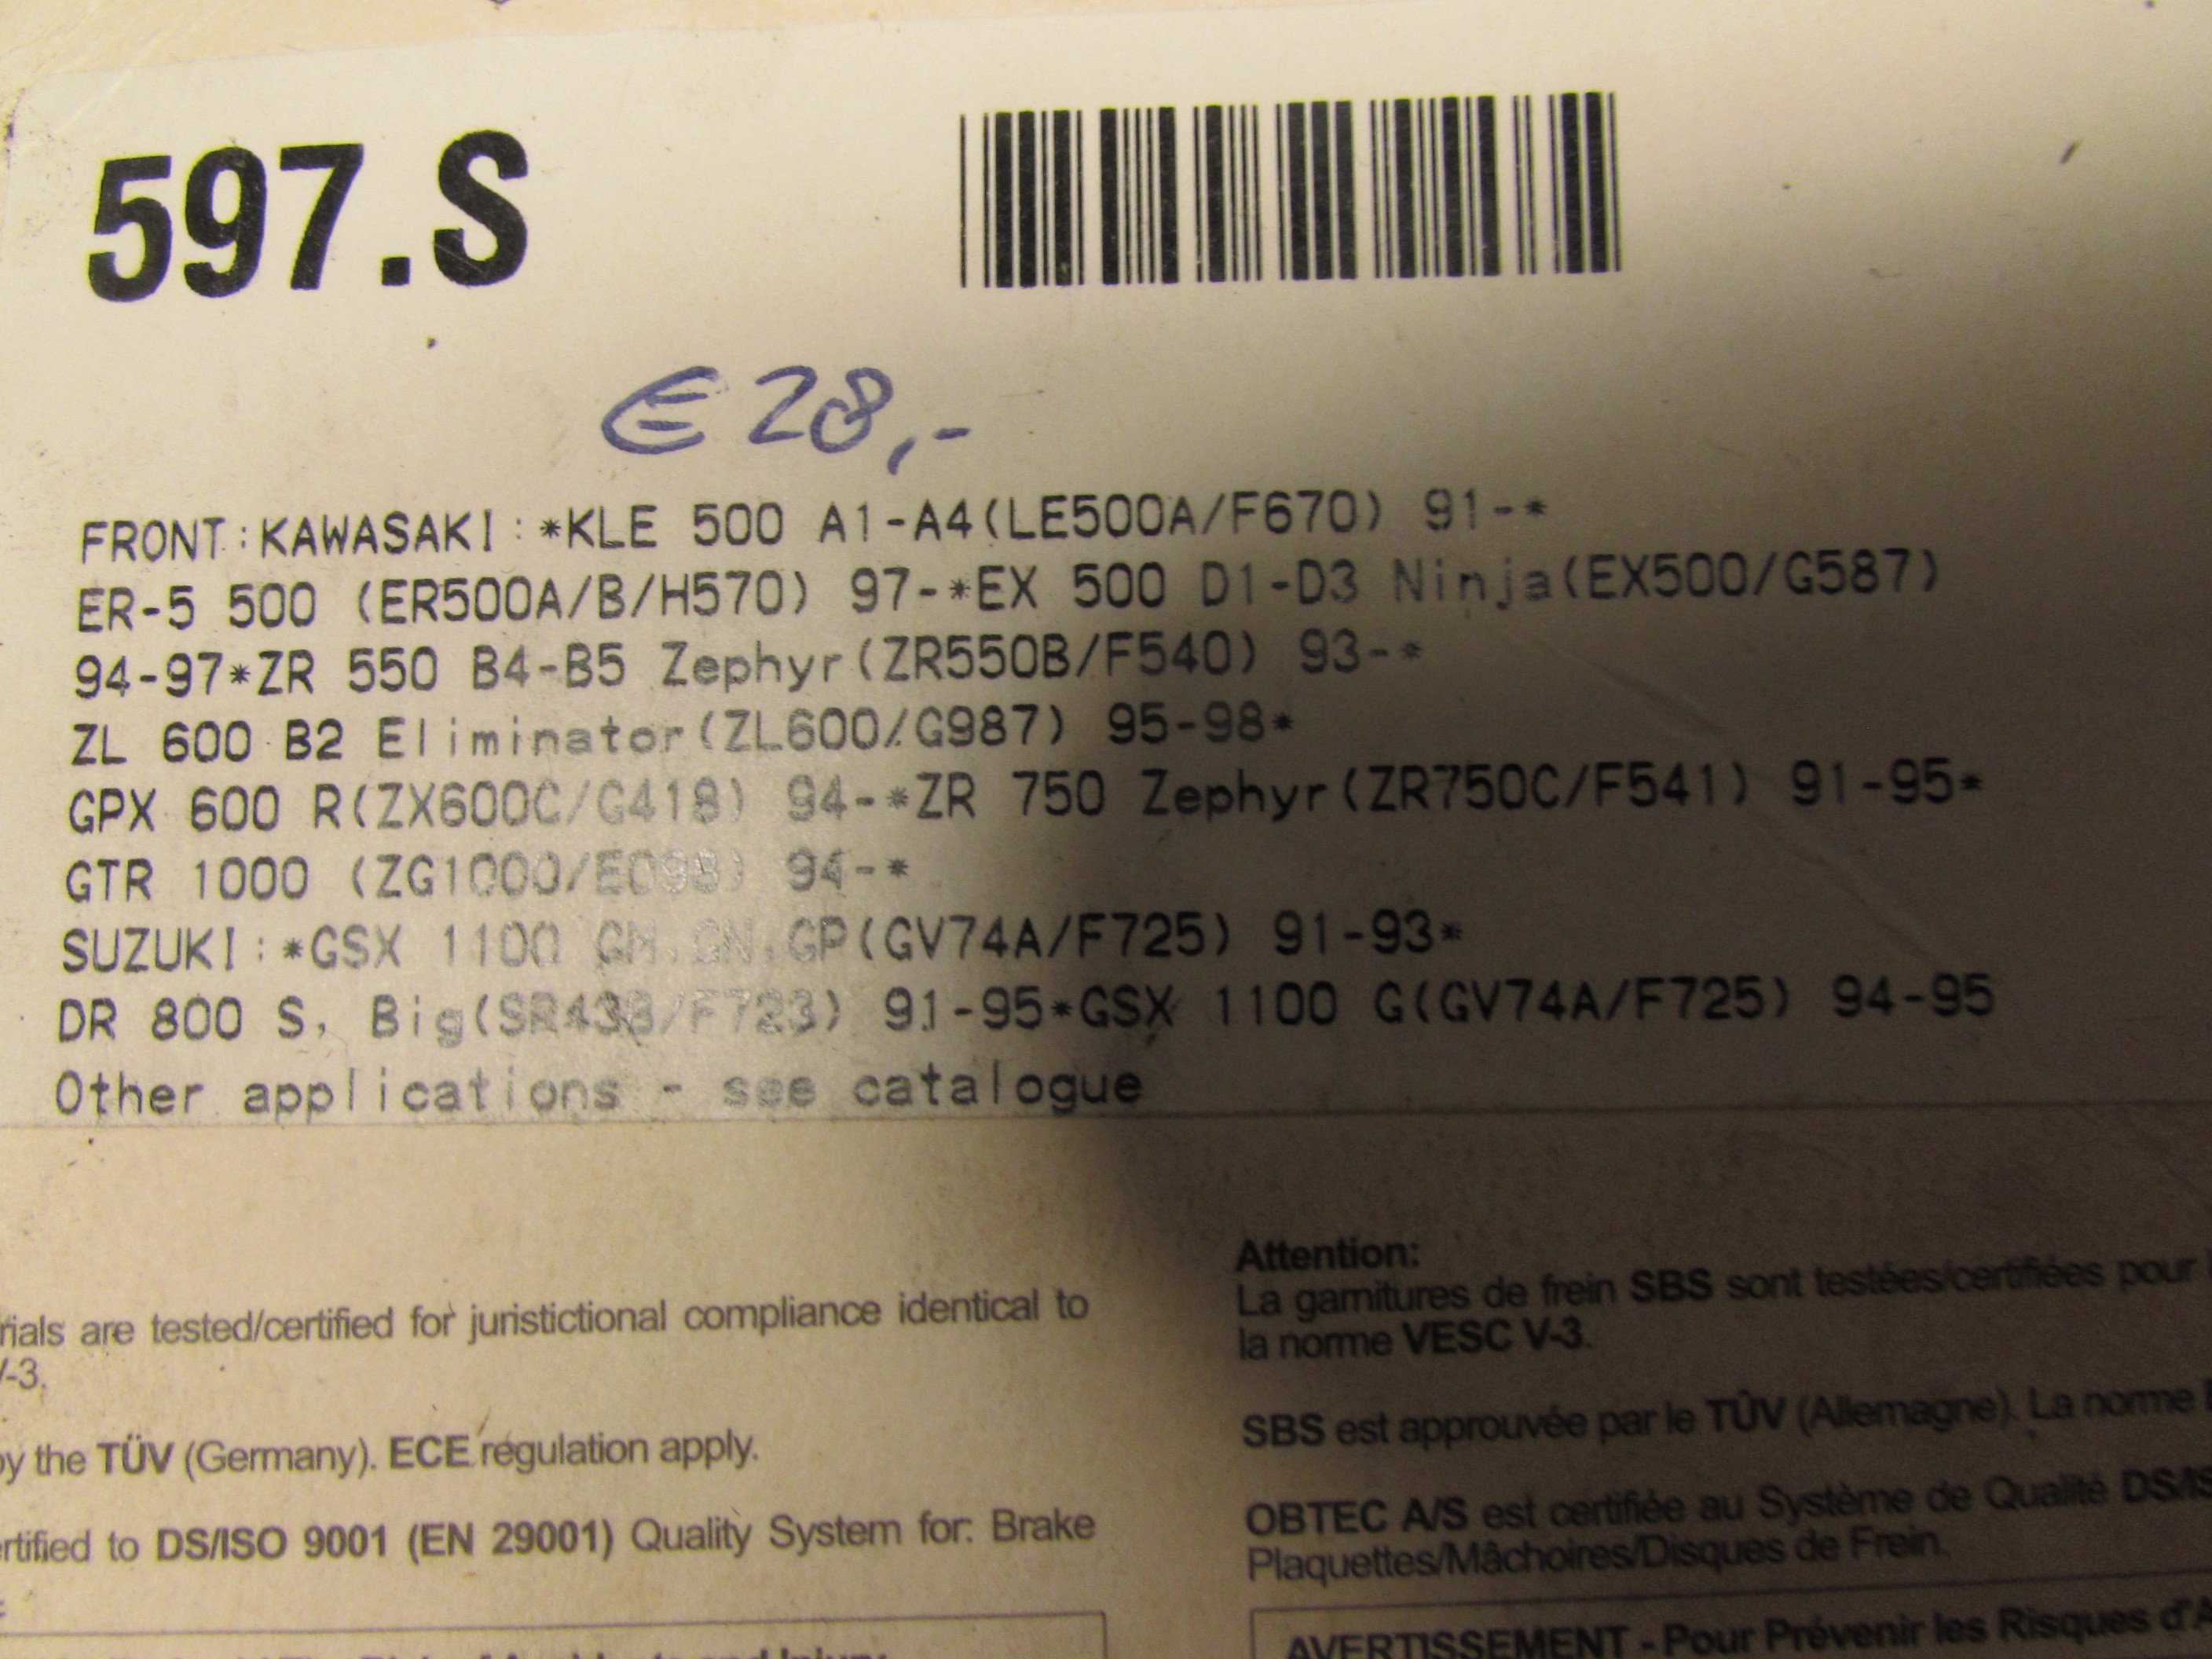 597.S
€ 28,-
FRONT:KAWASAKI:*KLE 500 A1-A4(LE500A/F670) 91-*
ER-5 500 (ER500A/B/H570) 97-*EX 500 D1-D3 Ninja(EX500/G587)
94-97*ZR 550 B4-B5 Zephyr(ZR550B/F540) 93-*
ZL 600 B2 Eliminator(ZL600/G987) 95-98*
GPX 600 R(ZX600C/G418) 94-*ZR 750 Zephyr(ZR750C/F541) 91-95*
GTR 1000 (ZG1000/E098) 94-*
SUZUKI:*GSX 1100 GM,GN,GP(GV74A/F725) 91-93*
DR 800 S, Big(SR43B/F723) 91-95*GSX 1100 G(GV74A/F725) 94-95
Other applications - see catalogue
rials are tested/certified for juristictional compliance identical to
V-3.
by the TÜV (Germany). ECE regulation apply.
ertified to DS/ISO 9001 (EN 29001) Quality System for: Brake
Attention:
La garnitures de frein SBS sont testées/certifiées pour
la norme VESC V-3.
SBS est approuvée par le TÜV (Allemagne). La norme
OBTEC A/S est certifiée au Système de Qualité DS/IS
Plaquettes/Mâchoires/Disques de Frein.
AVERTISSEMENT - Pour Prévenir les Risques d'A